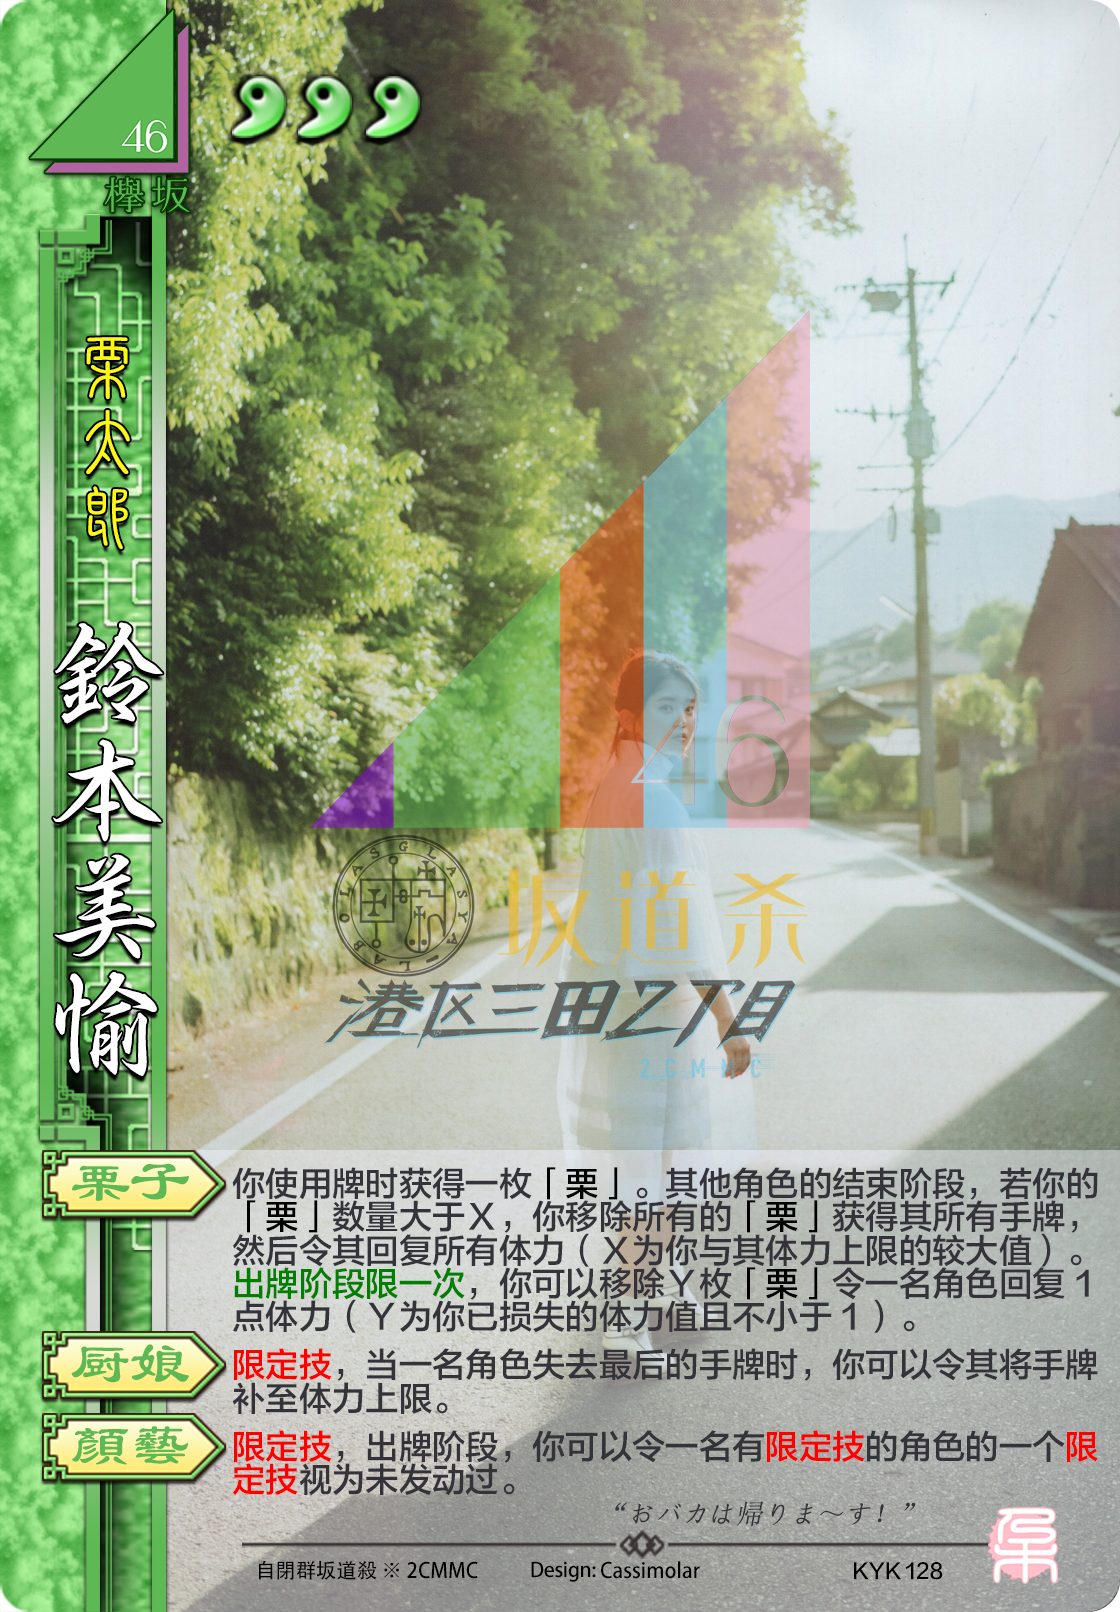 46
欅坂
栗太郎
鈴本美愉
46
GLASYALABOLAS
坂道杀
港区三田2丁目
2CMMC
栗子
你使用牌时获得一枚「栗」。其他角色的结束阶段，若你的
「栗」数量大于X，你移除所有的「栗」获得其所有手牌，
然后令其回复所有体力（X为你与其体力上限的较大值）。
出牌阶段限一次，你可以移除Y枚「栗」令一名角色回复1
点体力（Y为你已损失的体力值且不小于1）。
厨娘
限定技，当一名角色失去最后的手牌时，你可以令其将手牌
补至体力上限。
顏藝
限定技，出牌阶段，你可以令一名有限定技的角色的一个限
定技视为未发动过。
“おバカは帰りま～す！”
自閉群坂道殺 ※ 2CMMC
Design: Cassimolar
KYK 128